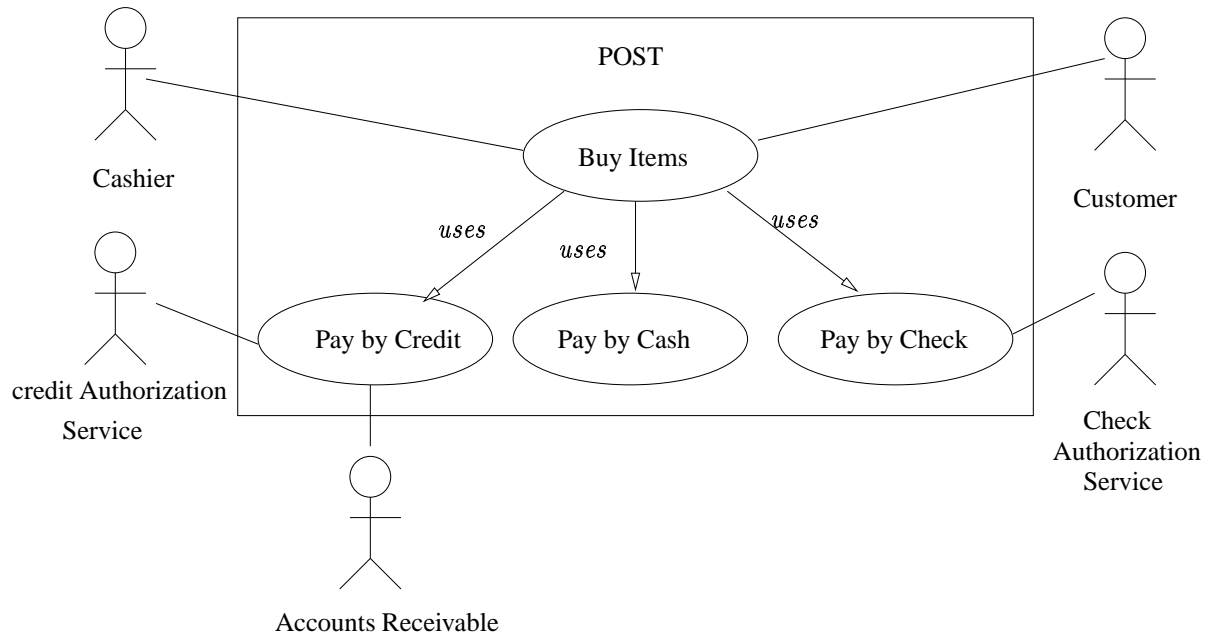 POST
Buy Items
Cashier
Customer
uses
uses
uses
Pay by Credit
Pay by Cash
Pay by Check
credit Authorization
Service
Check
Authorization
Service
Accounts Receivable